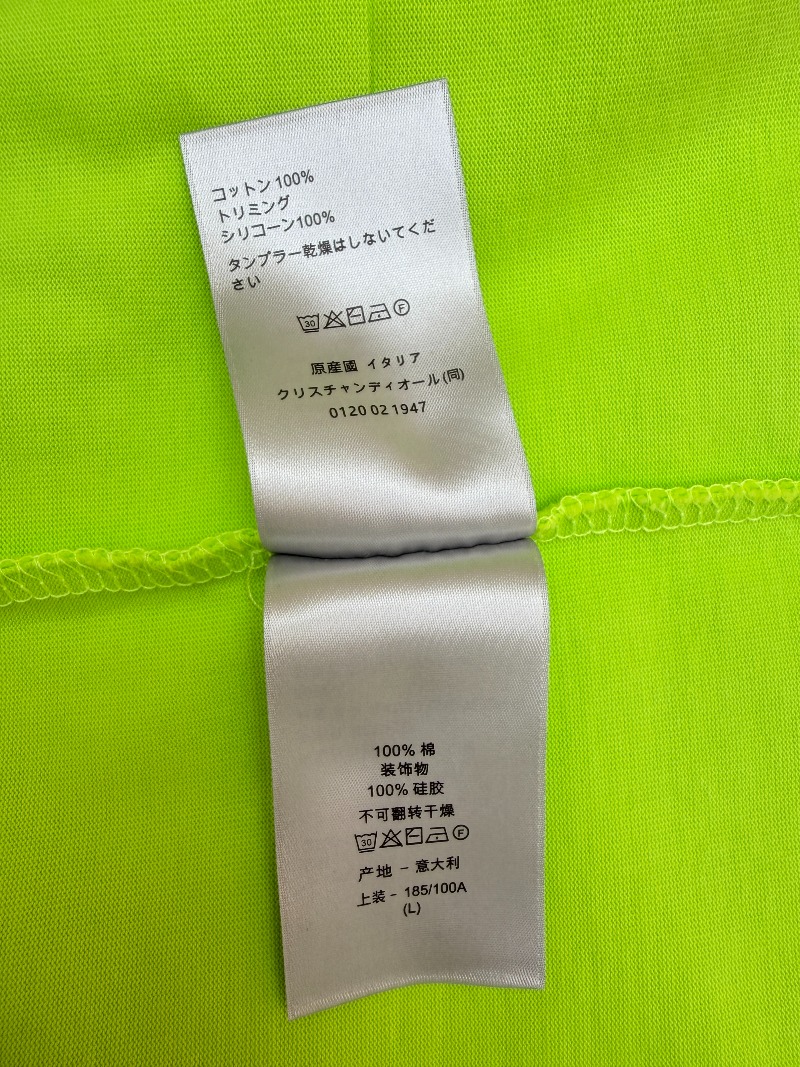 コットン 100%
トリミング
シリコーン100%
タンブラー乾燥はしないてくだ
さい
30 F
原産國 イタリア
クリスチャンディオール(同)
0120 02 1947
100% 棉
装饰物
100% 硅胶
不可翻转干燥
30 F
产地 - 意大利
上装 - 185/100A
(L)